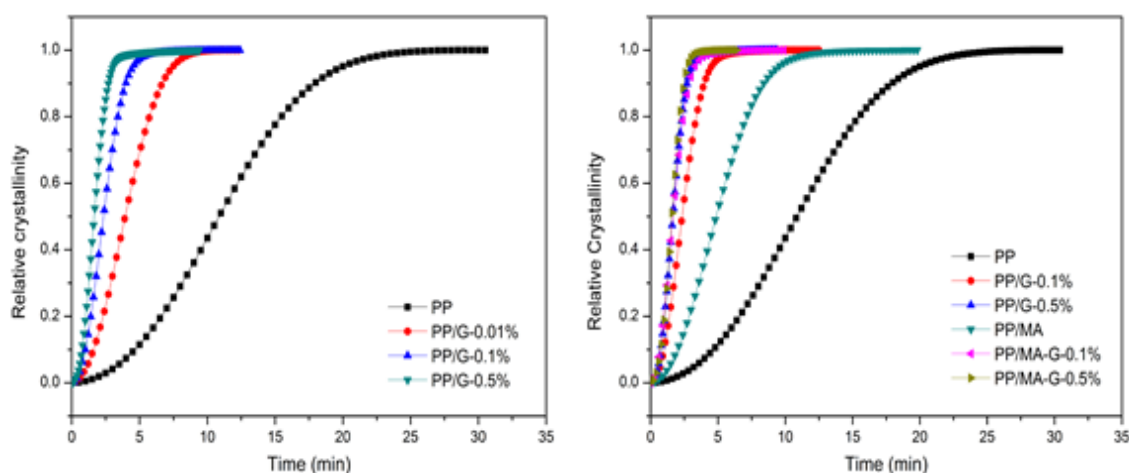 Relative crystallinity
1.0
0.8
0.6
0.4
0.2
0.0
PP
PP/G-0.01%
PP/G-0.1%
PP/G-0.5%
0 5 10 15 20 25 30 35
Time (min)
Relative Crystallinity
1.0
0.8
0.6
0.4
0.2
0.0
PP
PP/G-0.1%
PP/G-0.5%
PP/MA
PP/MA-G-0.1%
PP/MA-G-0.5%
0 5 10 15 20 25 30 35
Time (min)